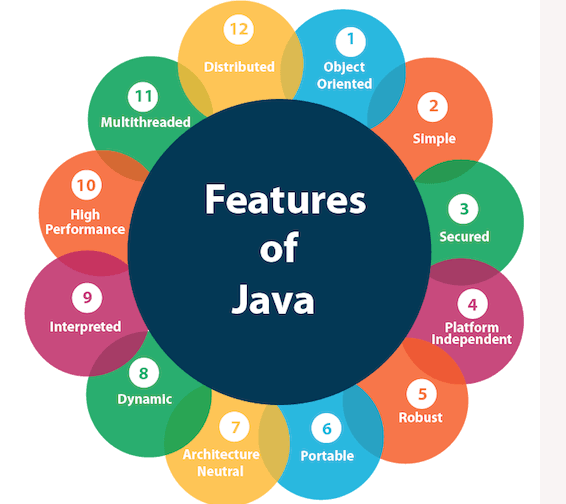 Features
of
Java
1
Object
Oriented
2
Simple
3
Secured
4
Platform
Independent
5
Robust
6
Portable
7
Architecture
Neutral
8
Dynamic
9
Interpreted
10
High
Performance
11
Multithreaded
12
Distributed